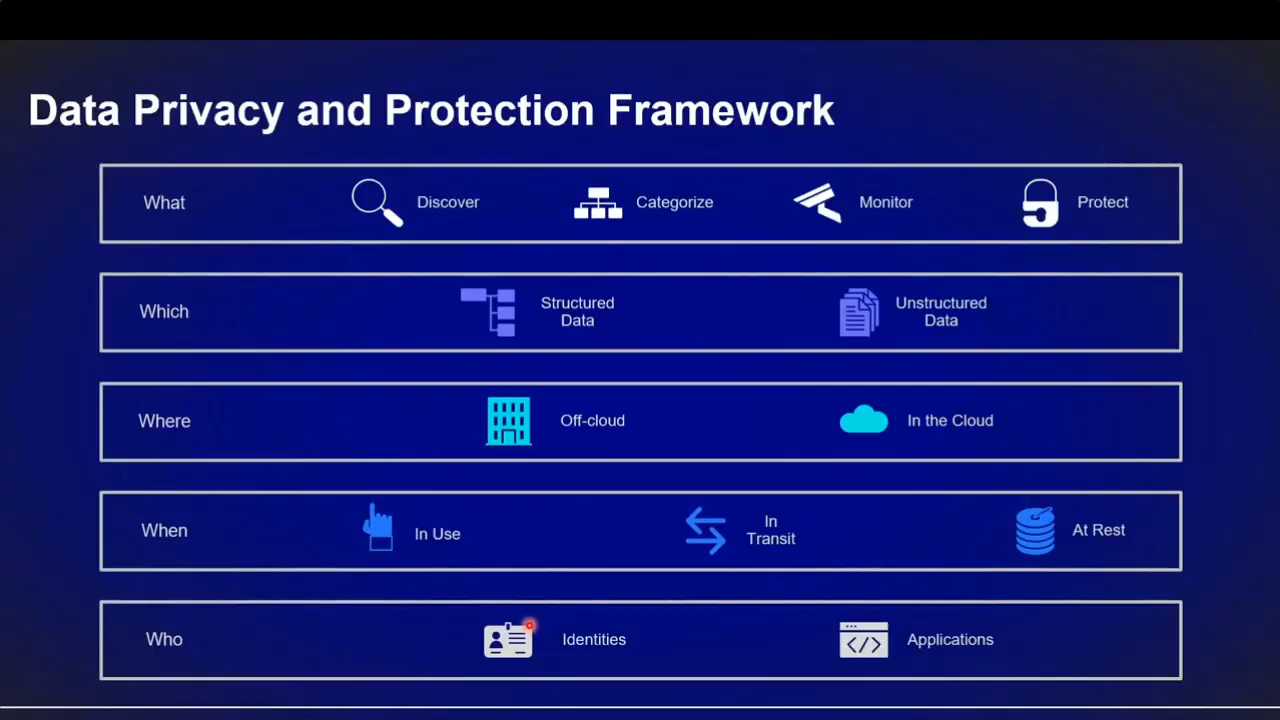 Data Privacy and Protection Framework
What
Discover
Categorize
Monitor
Protect
Which
Structured
Data
Unstructured
Data
Where
Off-cloud
In the Cloud
When
In Use
In
Transit
At Rest
Who
Identities
Applications